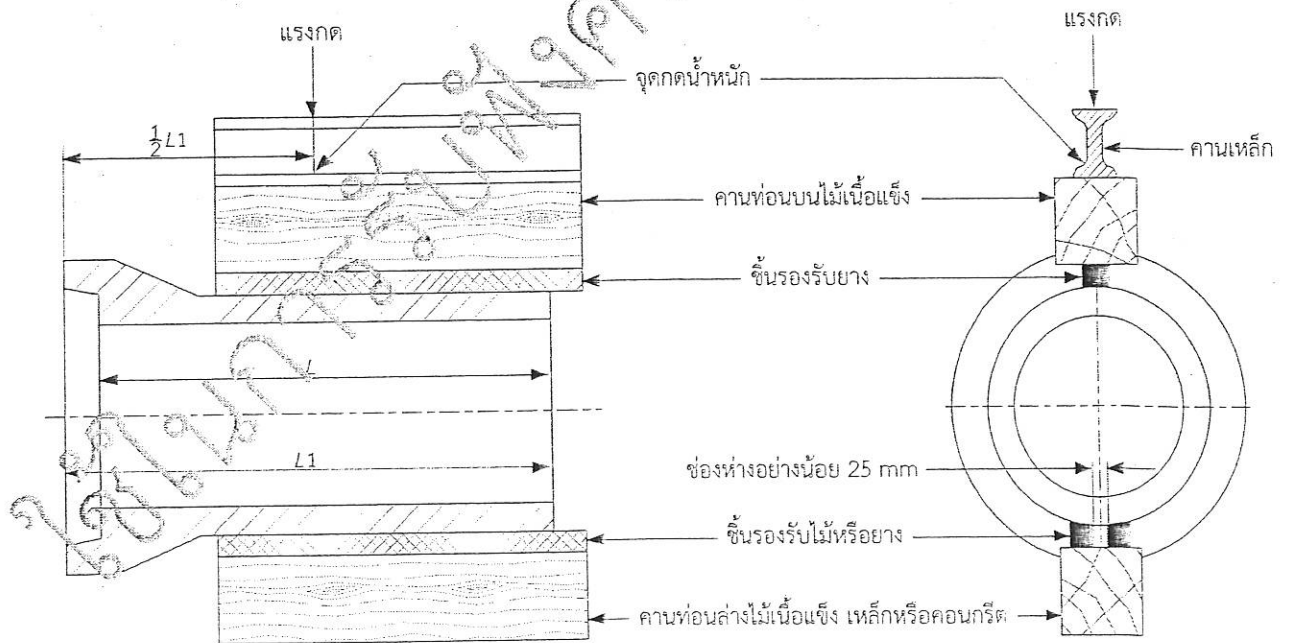 แรงกด
แรงกด
จุดกดน้ำหนัก
½L1
คานเหล็ก
คานท่อนบนไม้เนื้อแข็ง
ชิ้นรองรับยาง
L
L1
ช่องห่างอย่างน้อย 25 mm
ชิ้นรองรับไม้หรือยาง
คานท่อนล่างไม้เนื้อแข็ง เหล็กหรือคอนกรีต